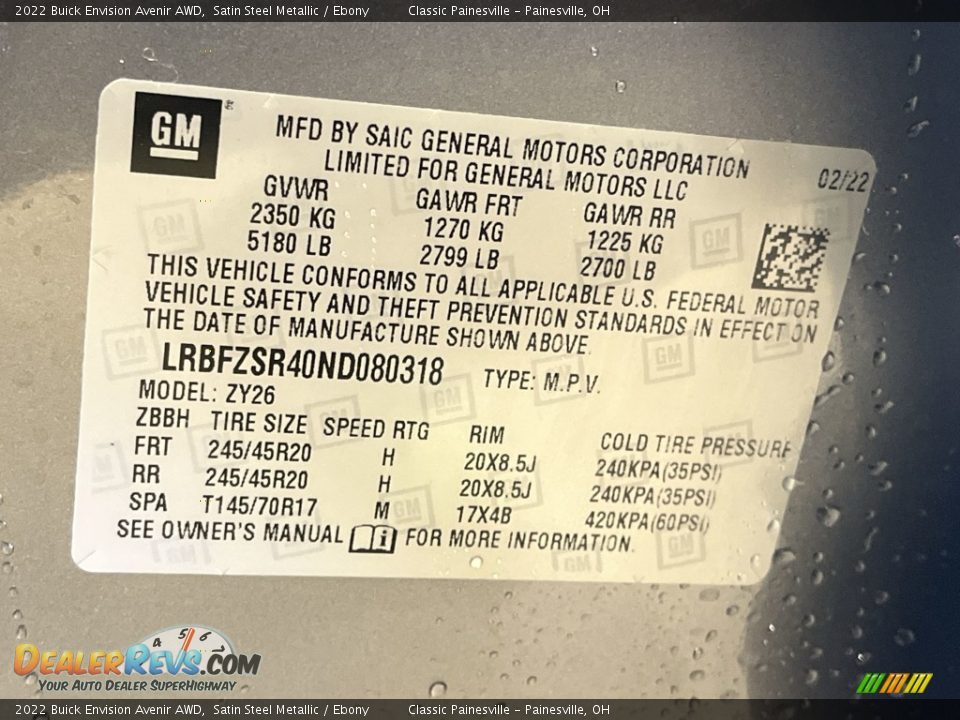 2022 Buick Envision Avenir AWD,  Satin Steel Metallic / Ebony      Classic Painesville - Painesville, OH
GM ®
MFD BY SAIC GENERAL MOTORS CORPORATION
LIMITED FOR GENERAL MOTORS LLC
02/22
GVWR GAWR FRT GAWR RR
2350 KG 1270 KG 1225 KG
5180 LB 2799 LB 2700 LB
THIS VEHICLE CONFORMS TO ALL APPLICABLE U.S. FEDERAL MOTOR
VEHICLE SAFETY AND THEFT PREVENTION STANDARDS IN EFFECT ON
THE DATE OF MANUFACTURE SHOWN ABOVE.
LRBFZSR40ND080318 TYPE: M.P.V.
MODEL: ZY26
ZBBH TIRE SIZE SPEED RTG RIM COLD TIRE PRESSURE
FRT 245/45R20 H 20X8.5J 240KPA(35PSI)
RR 245/45R20 H 20X8.5J 240KPA(35PSI)
SPA T145/70R17 M 17X4B 420KPA(60PSI)
SEE OWNER'S MANUAL i FOR MORE INFORMATION.
4 5 6
DEALERREVS.COM
YOUR AUTO DEALER SUPERHIGHWAY
2022 Buick Envision Avenir AWD,  Satin Steel Metallic / Ebony      Classic Painesville - Painesville, OH